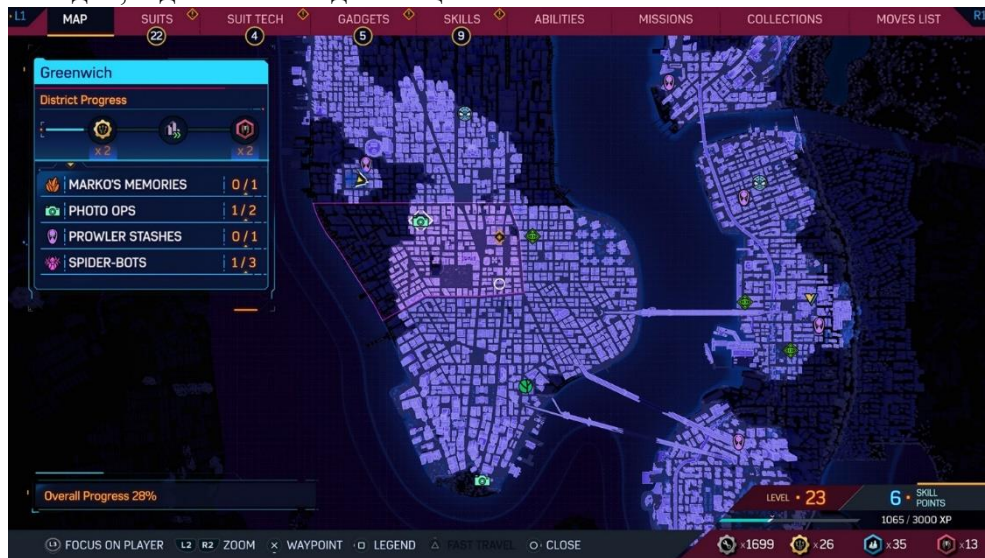 L1 MAP SUITS SUIT TECH GADGETS SKILLS ABILITIES MISSIONS COLLECTIONS MOVES LIST R1
22 4 5 9
Greenwich
District Progress
x2 x2
MARKO'S MEMORIES 0/1
PHOTO OPS 1/2
PROWLER STASHES 0/1
SPIDER-BOTS 1/3
Overall Progress 28%
LEVEL • 23
6 • SKILL POINTS
1065 / 3000 XP
L3 FOCUS ON PLAYER L2 R2 ZOOM WAYPOINT LEGEND FAST TRAVEL CLOSE x1699 x26 x35 x13